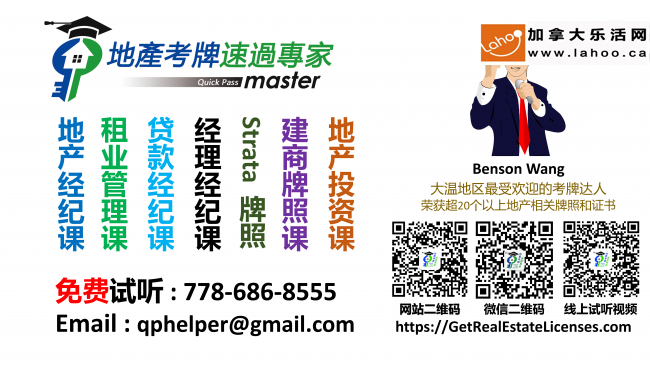 地產考牌速過專家
Quick Pass master
加拿大乐活网
Lahoo
www.lahoo.ca
地产经纪课
租业管理课
贷款经纪课
经理经纪课
Strata 牌照
建商牌照课
地产投资课
Benson Wang
大温地区最受欢迎的考牌达人
荣获超20个以上地产相关牌照和证书
网站二维码 微信二维码 线上试听视频
免费试听 : 778-686-8555
Email : qphelper@gmail.com
https://GetRealEstateLicenses.com